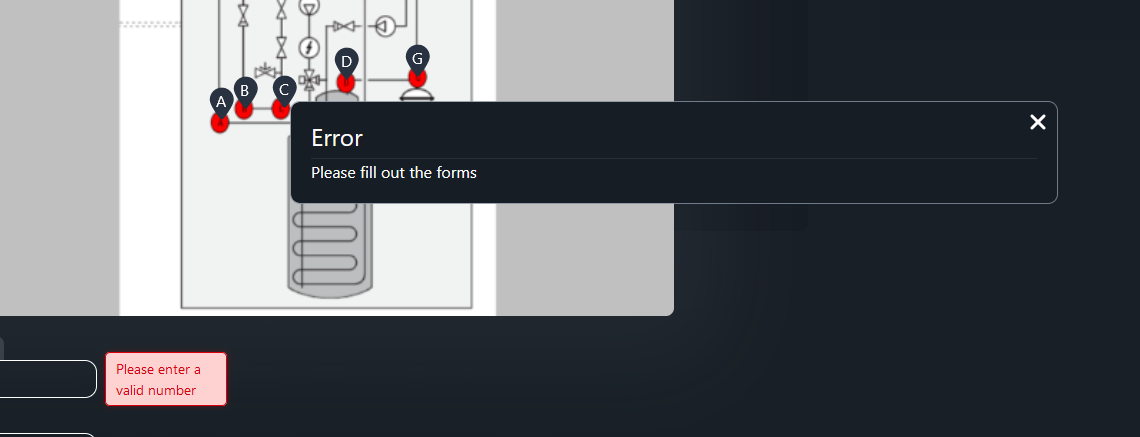 D
G
A
B
C
Error
Please fill out the forms
Please enter a
valid number